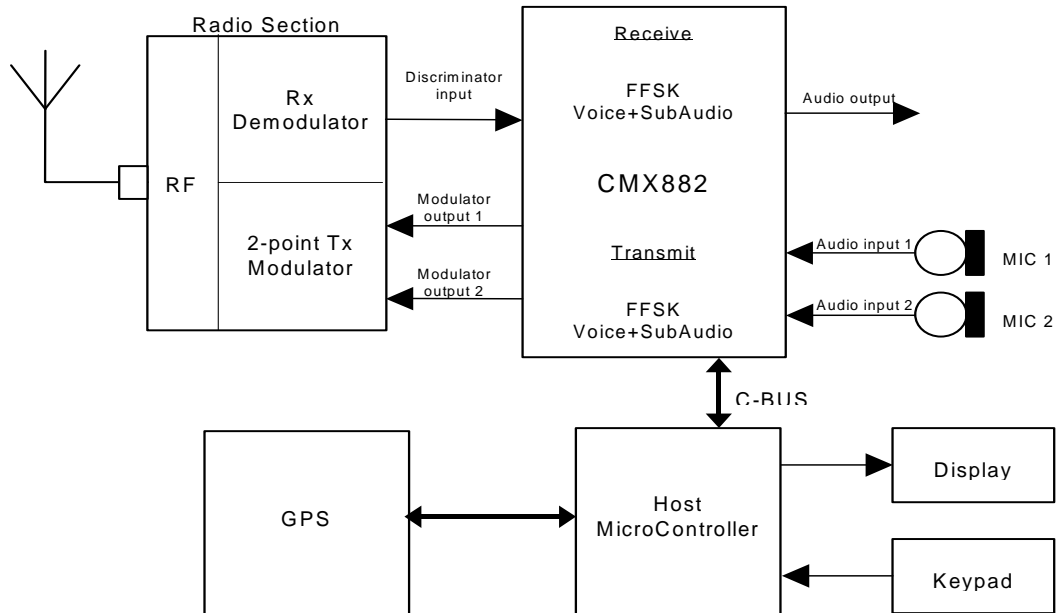 Radio Section
RF
Rx
Demodulator
2-point Tx
Modulator
Discriminator
input
Modulator
output 1
Modulator
output 2
Receive
FFSK
Voice+SubAudio
CMX882
Transmit
FFSK
Voice+SubAudio
Audio output
Audio input 1
MIC 1
Audio input 2
MIC 2
C-BUS
GPS
Host
MicroController
Display
Keypad